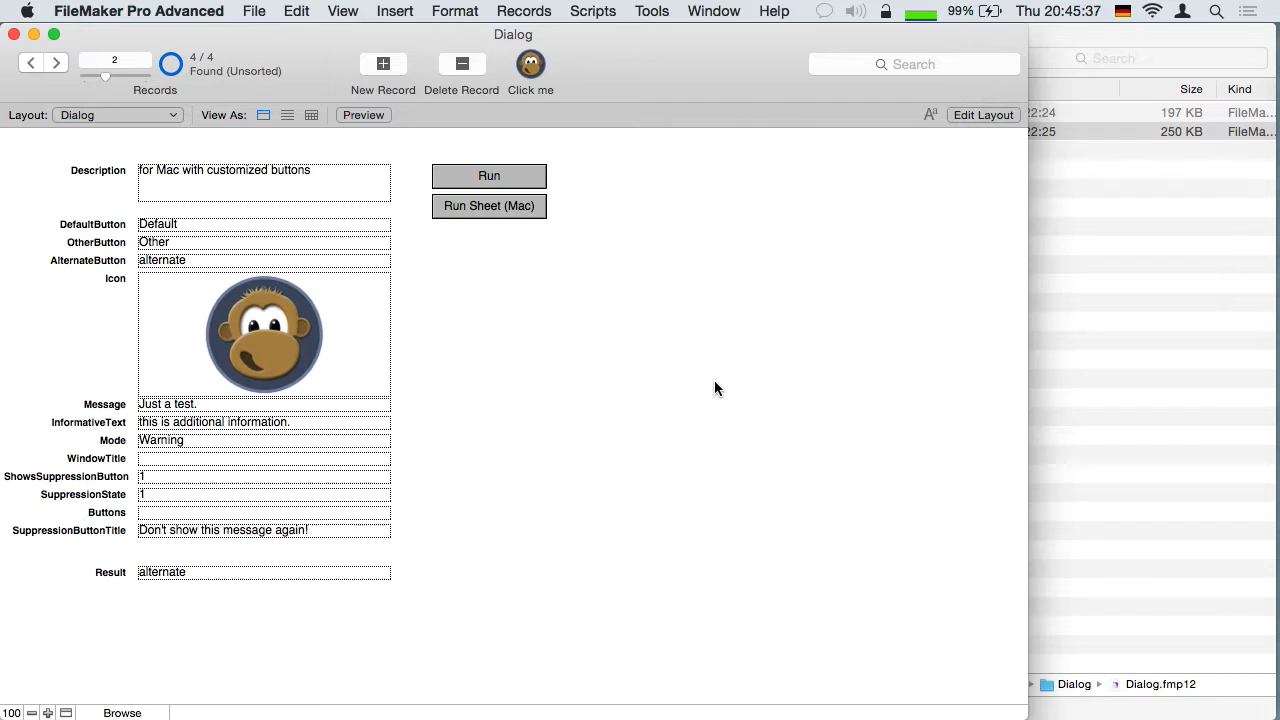 FileMaker Pro Advanced File Edit View Insert Format Records Scripts Tools Window Help 99% Thu 20:45:37
Dialog
2
4 / 4
Found (Unsorted)
Records
New Record
Delete Record
Click me
Search
Search
Layout: Dialog View As: Preview Aa Edit Layout
Size Kind
22:24 197 KB FileMa...
22:25 250 KB FileMa...
Description for Mac with customized buttons
Run
Run Sheet (Mac)
DefaultButton Default
OtherButton Other
AlternateButton alternate
Icon
Message Just a test.
InformativeText this is additional information.
Mode Warning
WindowTitle
ShowsSuppressionButton 1
SuppressionState 1
Buttons
SuppressionButtonTitle Don't show this message again!
Result alternate
Dialog Dialog.fmp12
100 Browse